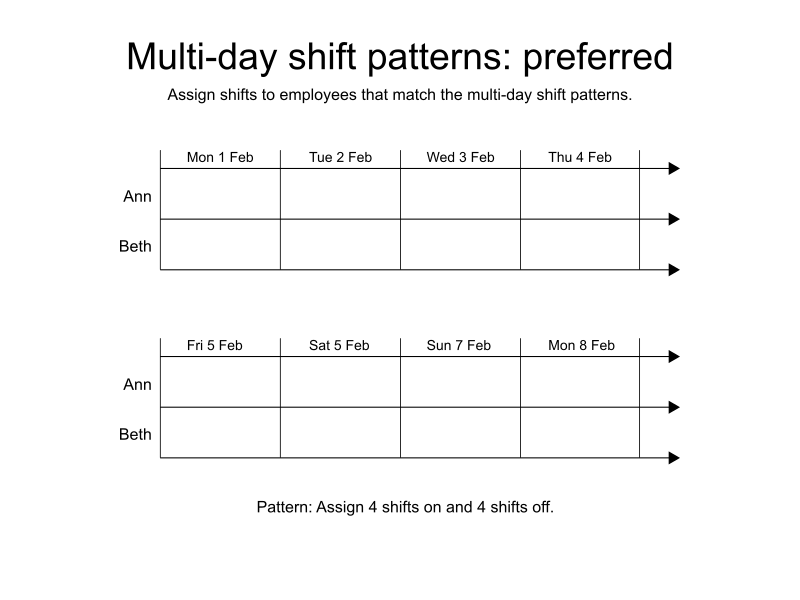 Multi-day shift patterns: preferred
Assign shifts to employees that match the multi-day shift patterns.
Mon 1 Feb Tue 2 Feb Wed 3 Feb Thu 4 Feb
Ann
Beth
Fri 5 Feb Sat 5 Feb Sun 7 Feb Mon 8 Feb
Ann
Beth
Pattern: Assign 4 shifts on and 4 shifts off.